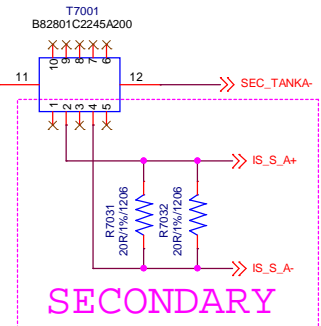 T7001
B82801C2245A200
10 9 8 7 6
11 12
SEC_TANKA-
1 2 3 4 5
IS_S_A+
R7031
20R/1%/1206
R7032
20R/1%/1206
IS_S_A-
SECONDARY